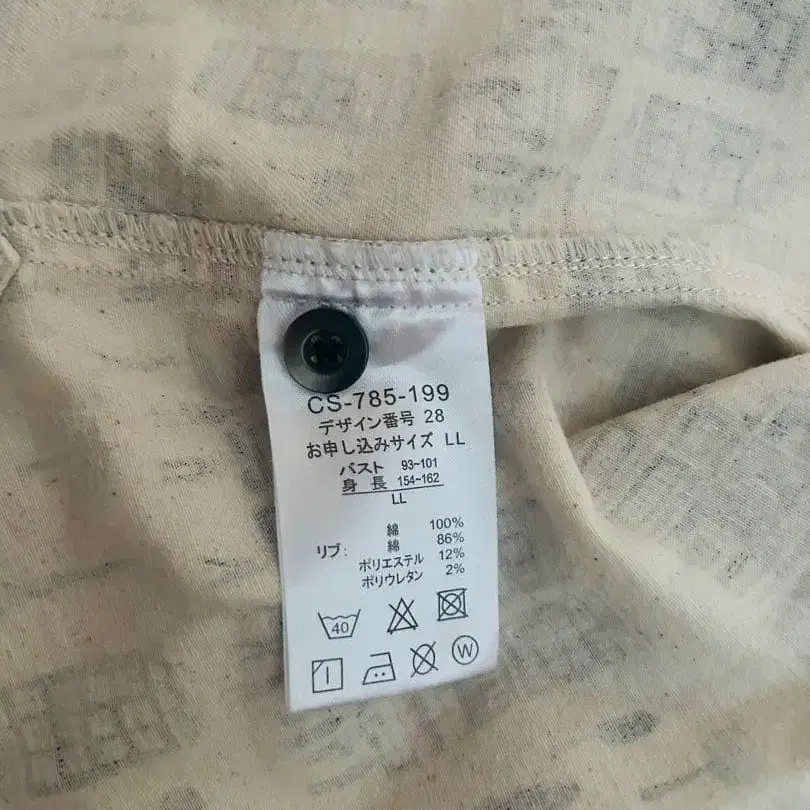 CS-785-199
デザイン番号 28
お申し込みサイズ LL
バスト 93~101
身長 154~162
LL
綿 100%
リブ: 綿 86%
ポリエステル 12%
ポリウレタン 2%
40
W